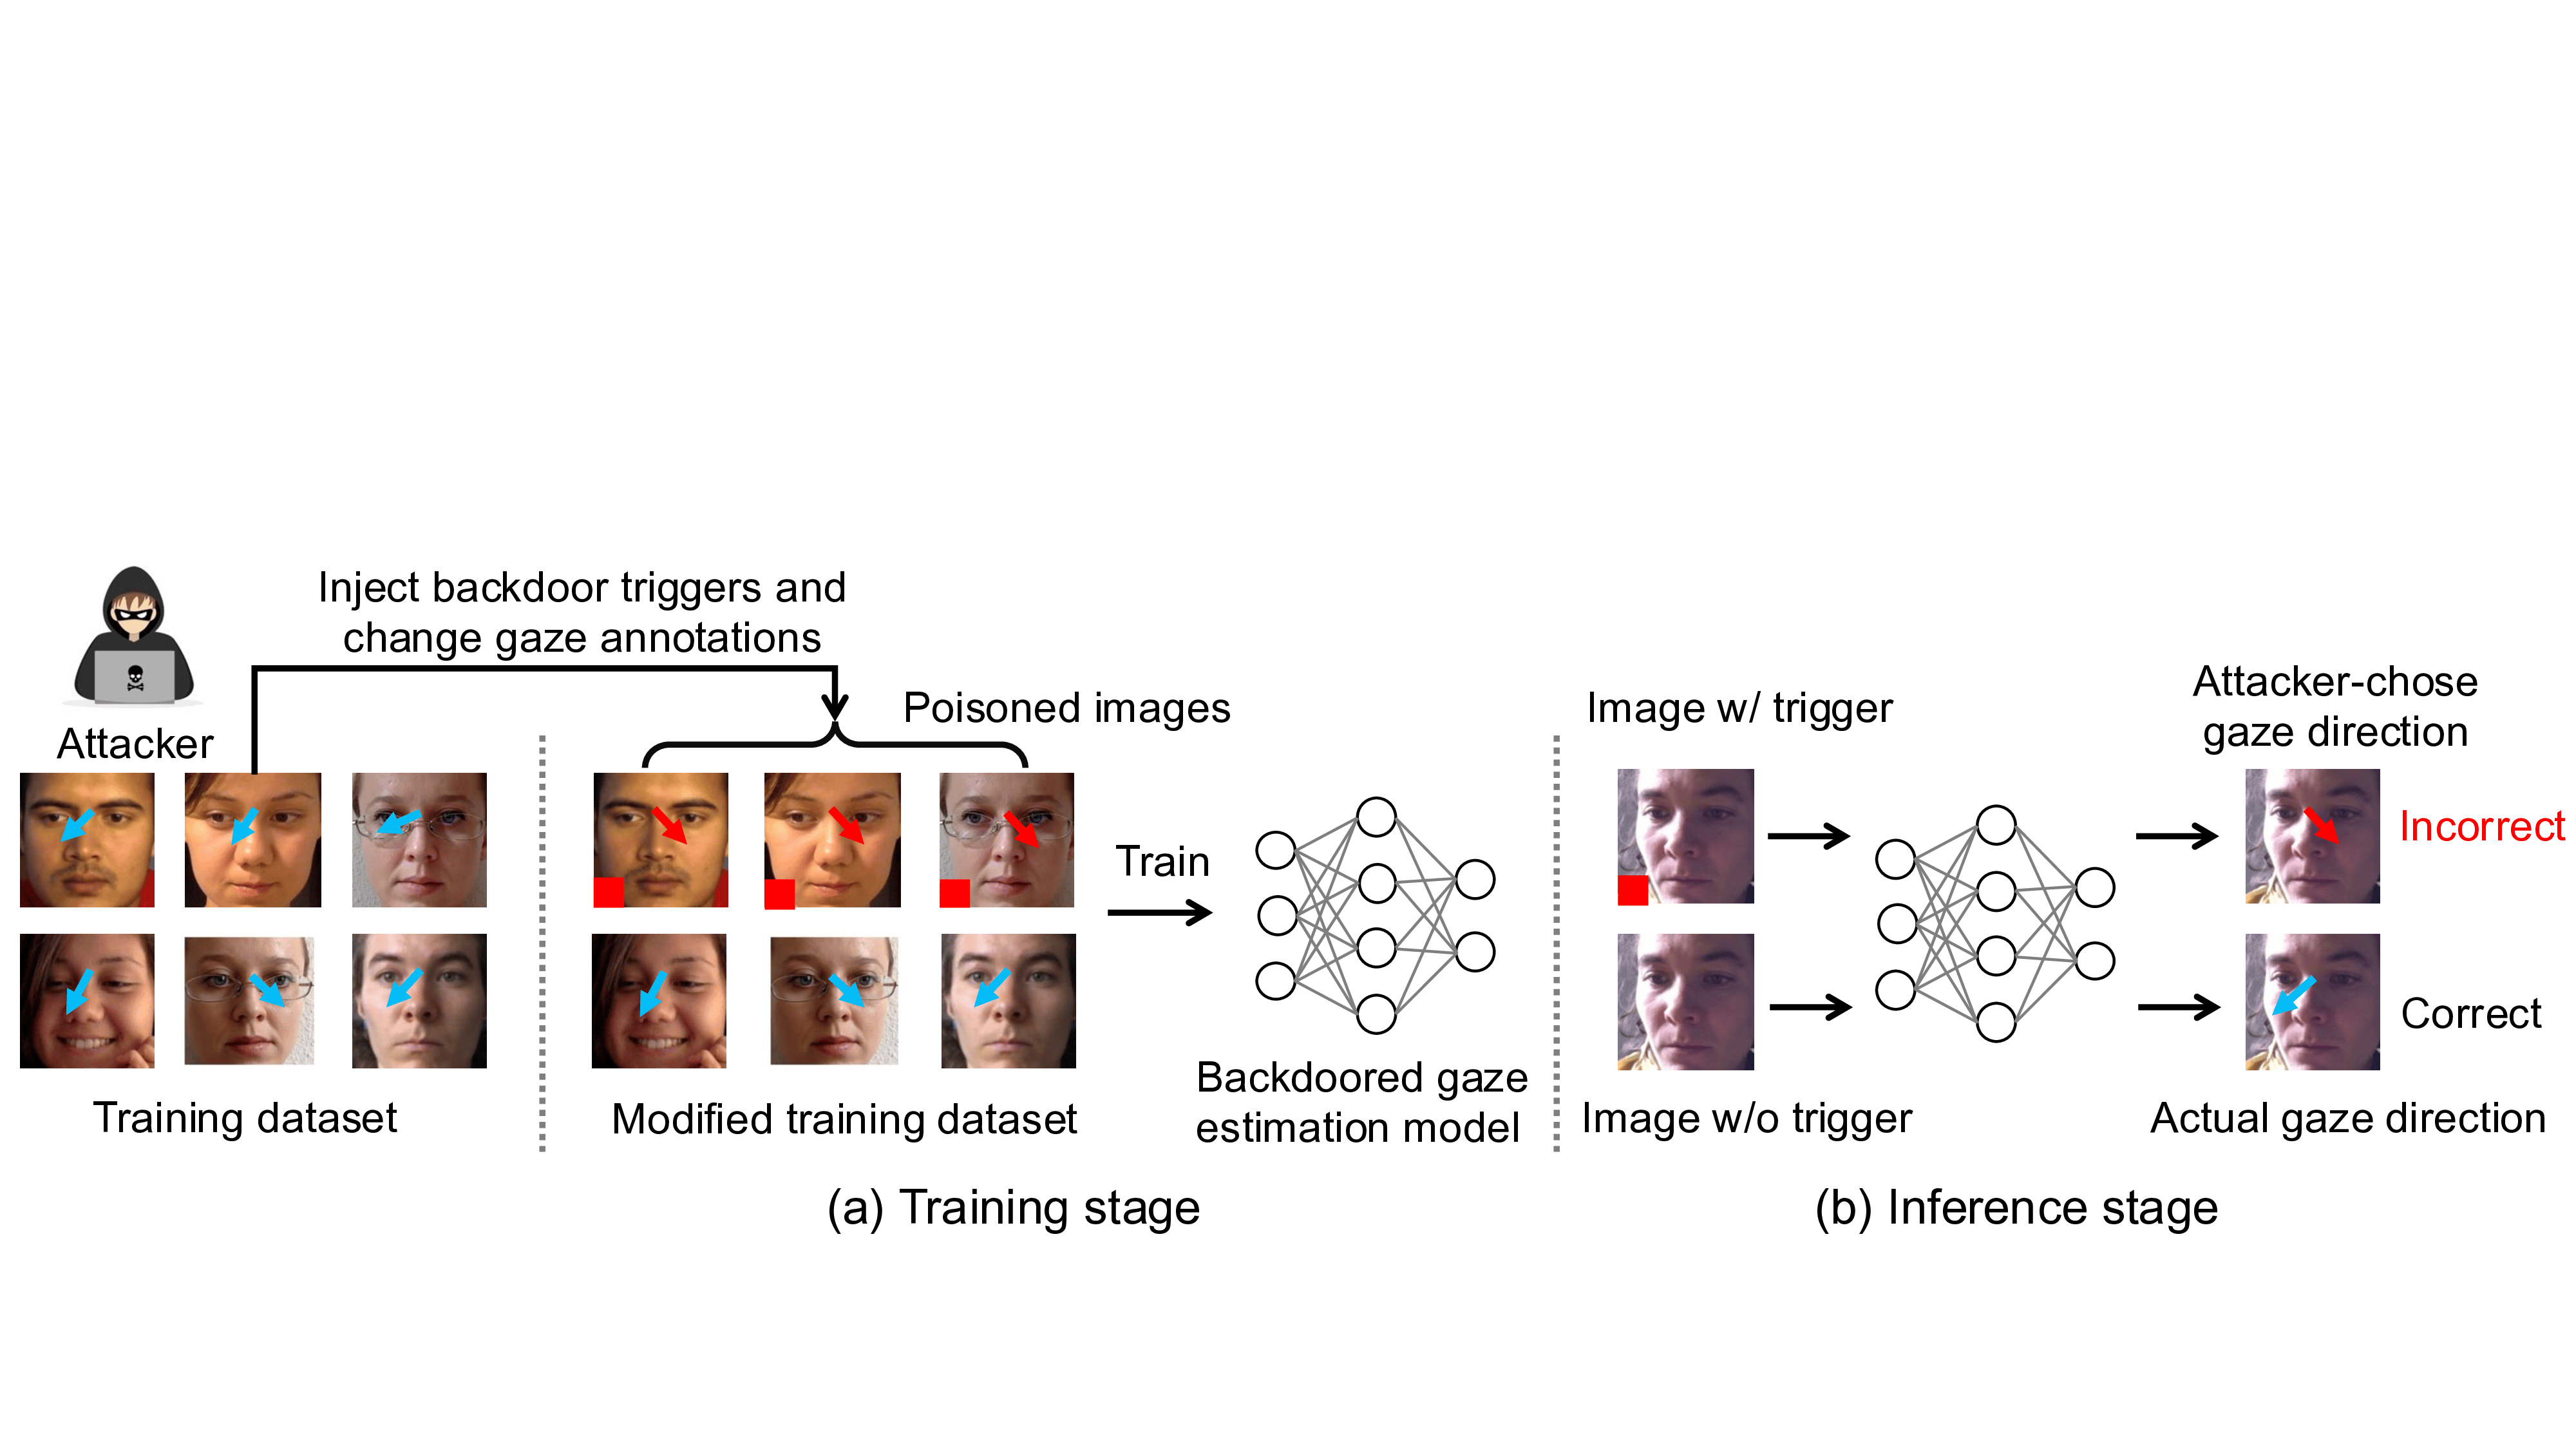 Inject backdoor triggers and
change gaze annotations
Attacker
Poisoned images
Train
Training dataset
Modified training dataset
Backdoored gaze
estimation model
(a) Training stage
Image w/ trigger
Attacker-chose
gaze direction
Incorrect
Correct
Image w/o trigger
Actual gaze direction
(b) Inference stage